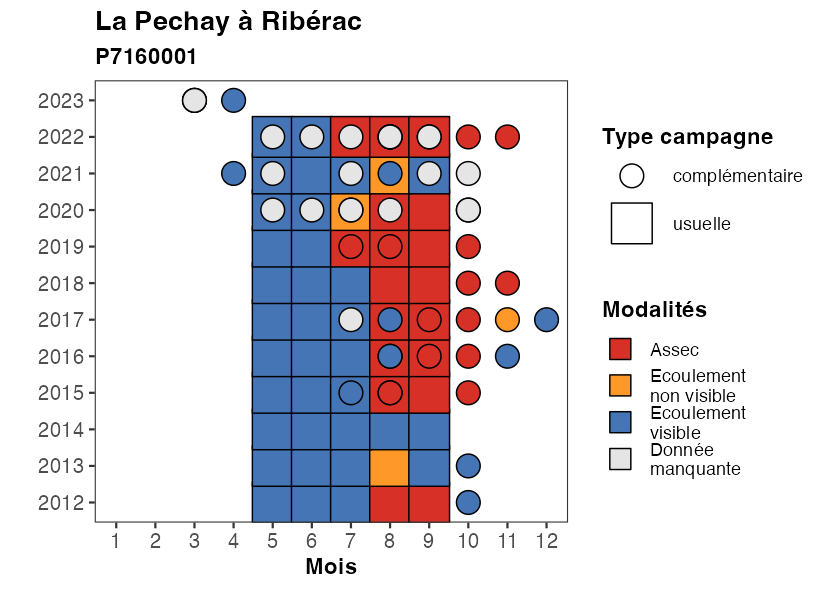 La Pechay à Ribérac
P7160001
2023
2022
2021
2020
2019
2018
2017
2016
2015
2014
2013
2012
1 2 3 4 5 6 7 8 9 10 11 12
Mois
Type campagne
complémentaire
usuelle
Modalités
Assec
Ecoulement
non visible
Ecoulement
visible
Donnée
manquante